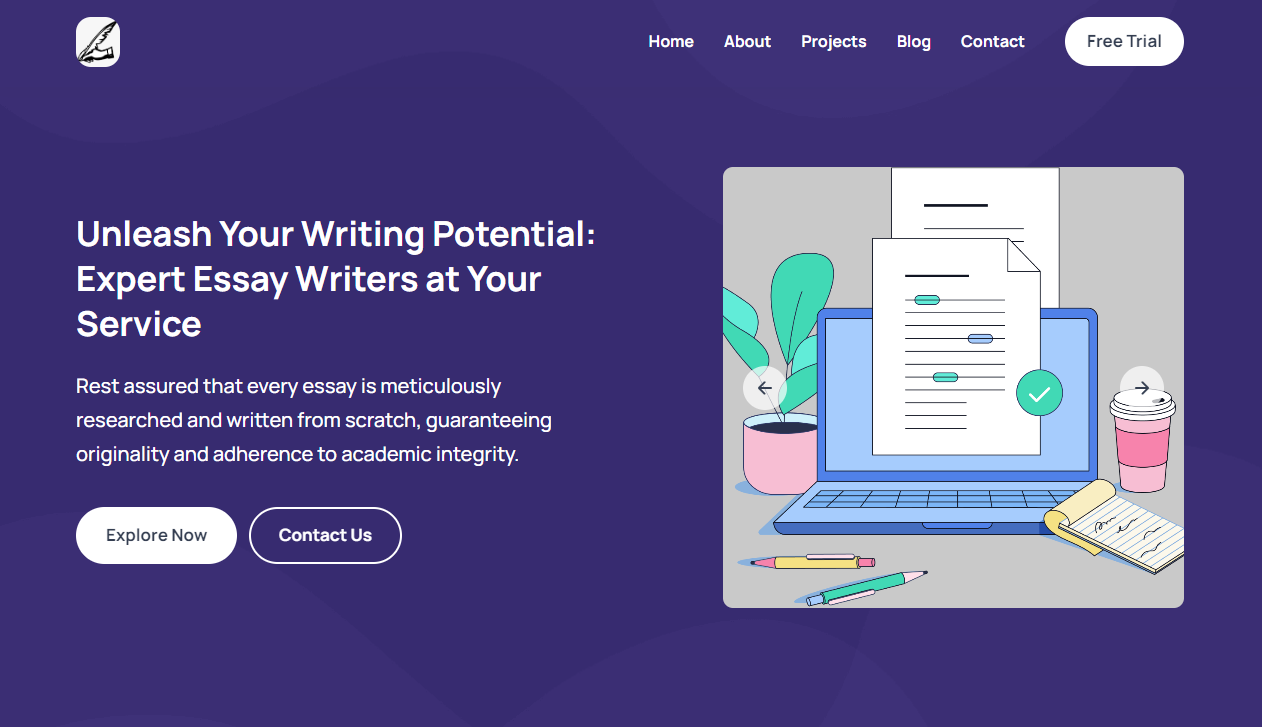 Home About Projects Blog Contact Free Trial
Unleash Your Writing Potential:
Expert Essay Writers at Your
Service
Rest assured that every essay is meticulously
researched and written from scratch, guaranteeing
originality and adherence to academic integrity.
Explore Now Contact Us